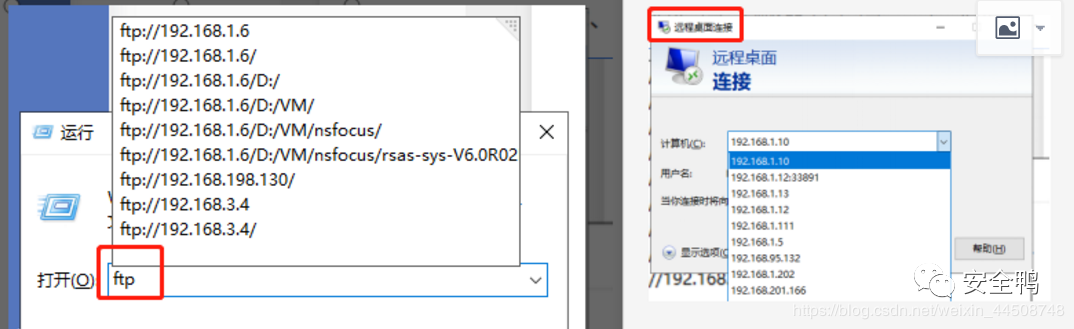 ftp://192.168.1.6
ftp://192.168.1.6/
ftp://192.168.1.6/D:/
ftp://192.168.1.6/D:/VM/
ftp://192.168.1.6/D:/VM/nsfocus/
ftp://192.168.1.6/D:/VM/nsfocus/rsas-sys-V6.0R02
ftp://192.168.198.130/
ftp://192.168.3.4
ftp://192.168.3.4/
运行
打开(O):
ftp
远程桌面连接
远程桌面
连接
计算机(C):
192.168.1.10
192.168.1.10
192.168.1.12:33891
192.168.1.13
192.168.1.12
192.168.1.111
192.168.1.5
192.168.95.132
192.168.1.202
192.168.201.166
用户名:
当你连接时将向
显示选项(O
帮助(H)
//192.168
安全鸭
https://blog.csdn.net/weixin_44508748